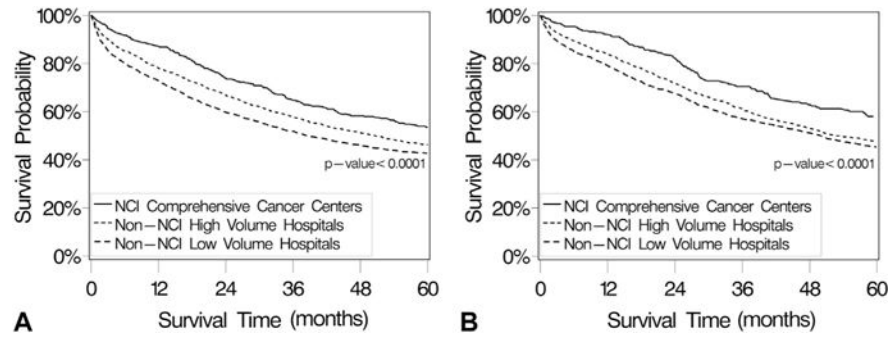 100%
80%
60%
40%
20%
0%
Survival Probability
p-value<0.0001
NCI Comprehensive Cancer Centers
Non-NCI High Volume Hospitals
Non-NCI Low Volume Hospitals
0 12 24 36 48 60
Survival Time (months)
A
100%
80%
60%
40%
20%
0%
Survival Probability
p-value<0.0001
NCI Comprehensive Cancer Centers
Non-NCI High Volume Hospitals
Non-NCI Low Volume Hospitals
0 12 24 36 48 60
Survival Time (months)
B